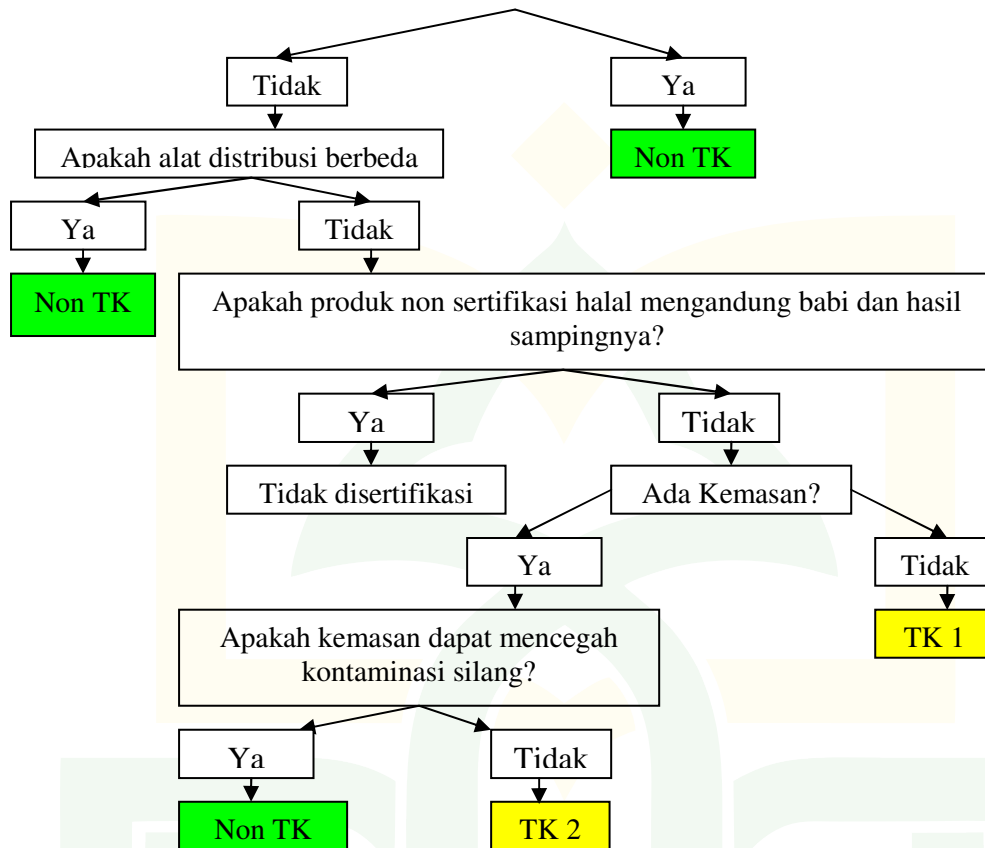 Tidak
Ya
Apakah alat distribusi berbeda
Non TK
Ya
Tidak
Non TK
Apakah produk non sertifikasi halal mengandung babi dan hasil
sampingnya?
Ya
Tidak
Tidak disertifikasi
Ada Kemasan?
Ya
Tidak
Apakah kemasan dapat mencegah
kontaminasi silang?
TK 1
Ya
Tidak
Non TK
TK 2